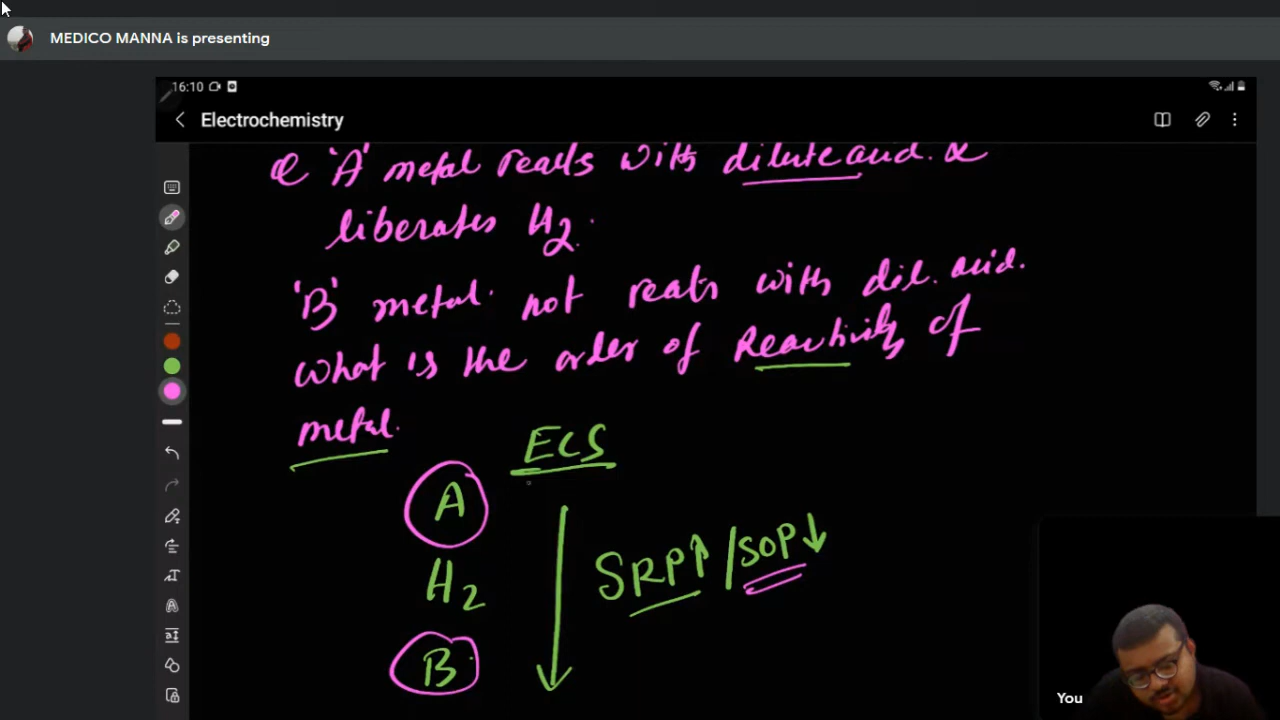 MEDICO MANNA is presenting
16:10
Electrochemistry
Q 'A' metal reacts with dilute acid. &
liberates H2.
'B' metal not reats with dil. acid.
what is the order of Reactivity of
metal.
ECS
A
SRP↑ / SOP↓
H2
B
You